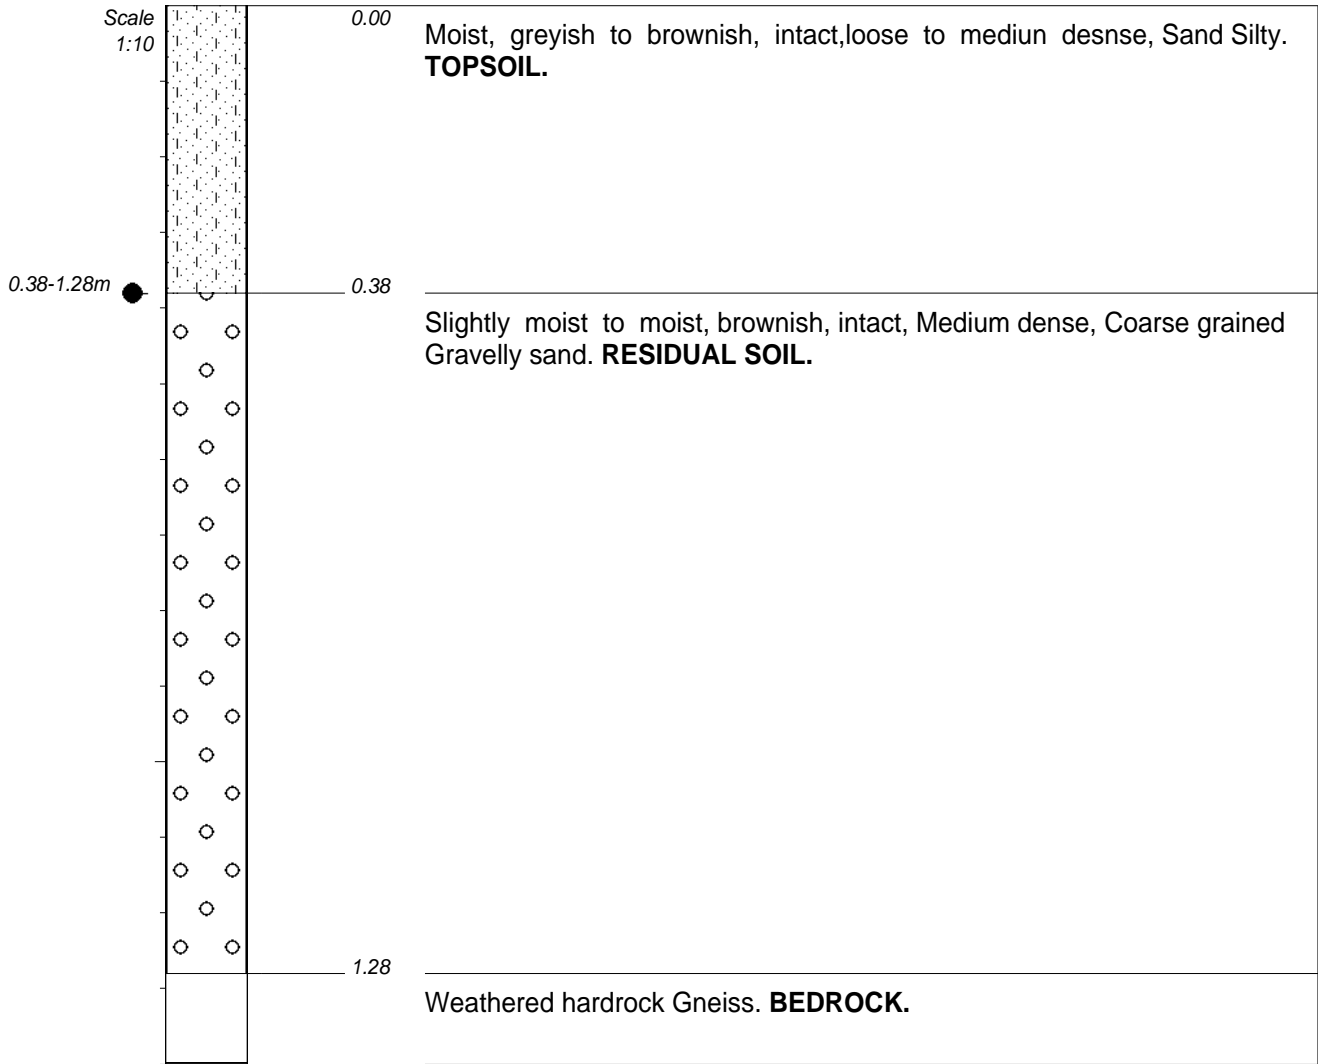 Scale
1:10
0.00
Moist, greyish to brownish, intact,loose to mediun desnse, Sand Silty.
TOPSOIL.
0.38-1.28m
0.38
Slightly moist to moist, brownish, intact, Medium dense, Coarse grained
Gravelly sand. RESIDUAL SOIL.
1.28
Weathered hardrock Gneiss. BEDROCK.